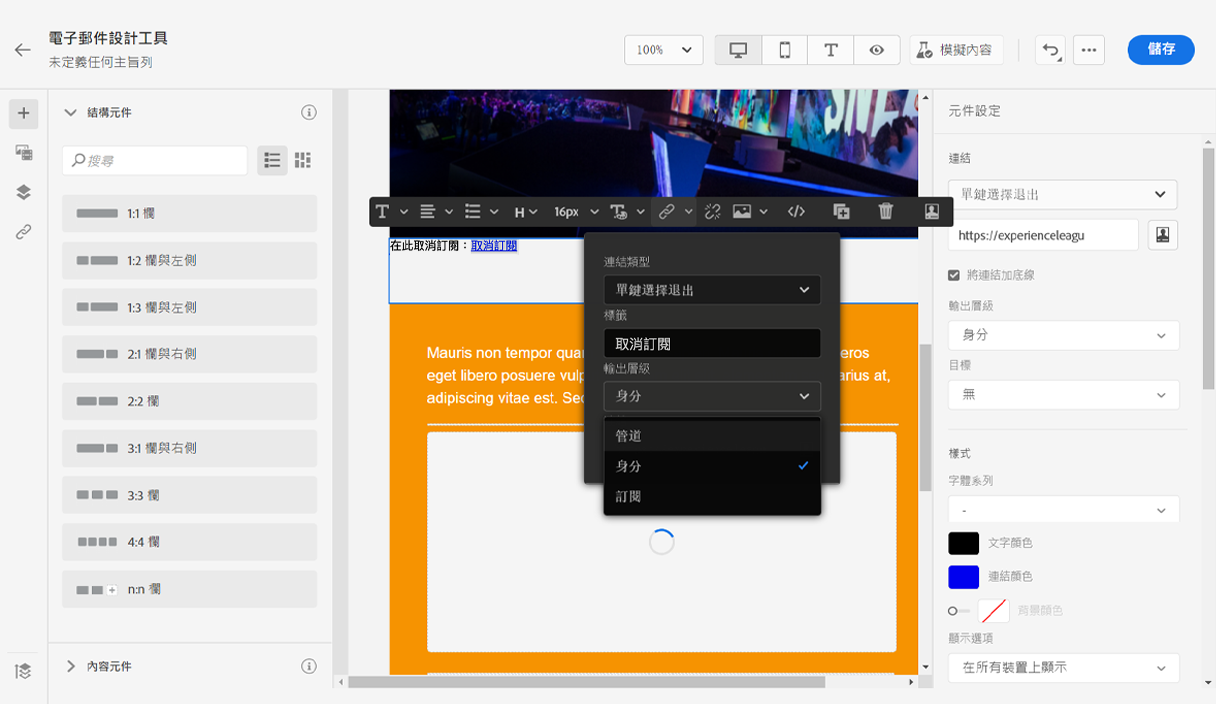 電子郵件設計工具
未定義任何主旨列
100%
模擬內容
儲存
結構元件
搜尋
1:1 欄
1:2 欄與左側
1:3 欄與左側
2:1 欄與右側
2:2 欄
3:1 欄與右側
3:3 欄
4:4 欄
n:n 欄
內容元件
T
H
16px
在此取消訂閱：取消訂閱
Mauris non tempor quar
eros
eget libero posuere vulp
arius at,
adipiscing vitae est. Sed
連結類型
單鍵選擇退出
標籤
取消訂閱
輸出層級
身分
管道
身分
訂閱
元件設定
連結
單鍵選擇退出
https://experienceleagu
將連結加底線
輸出層級
身分
目標
無
樣式
字體系列
-
文字顏色
連結顏色
背景顏色
顯示選項
在所有裝置上顯示